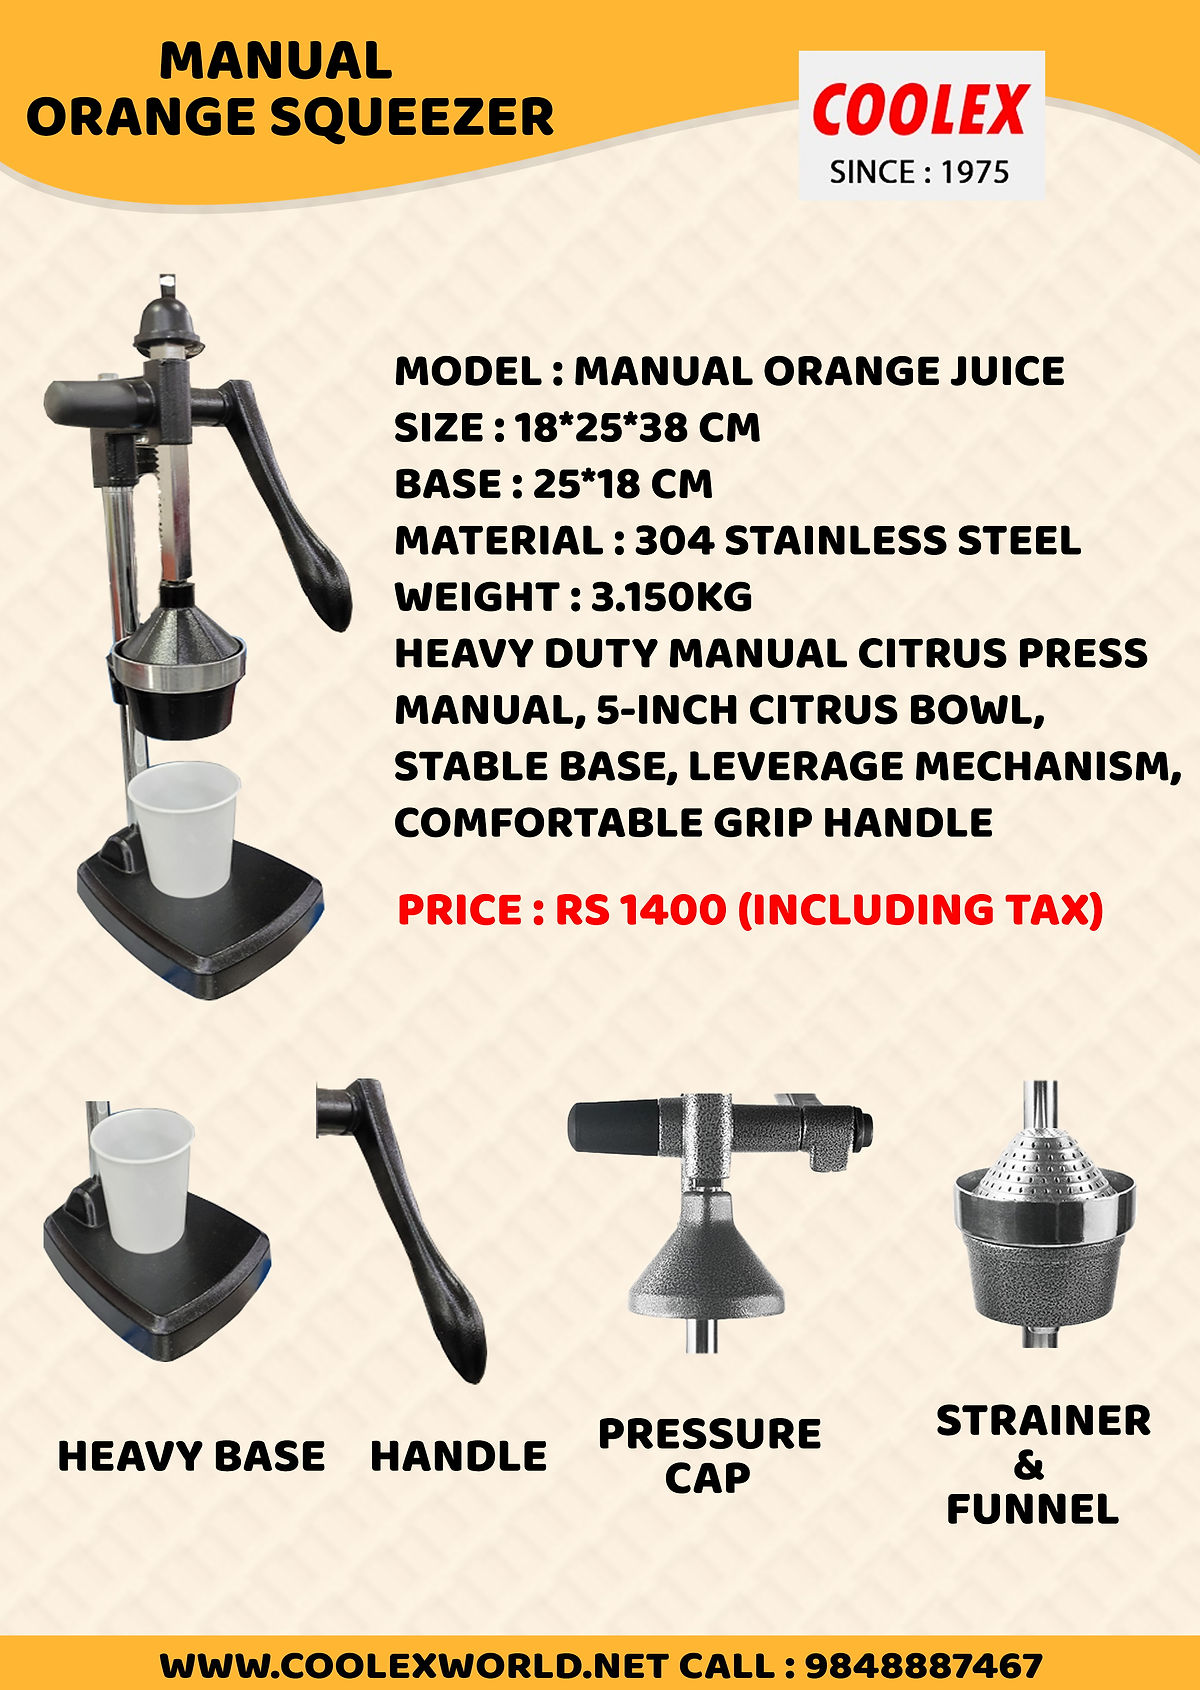 MANUAL
ORANGE SQUEEZER
COOLEX
SINCE : 1975
MODEL : MANUAL ORANGE JUICE
SIZE : 18*25*38 CM
BASE : 25*18 CM
MATERIAL : 304 STAINLESS STEEL
WEIGHT : 3.150KG
HEAVY DUTY MANUAL CITRUS PRESS
MANUAL, 5-INCH CITRUS BOWL,
STABLE BASE, LEVERAGE MECHANISM,
COMFORTABLE GRIP HANDLE
PRICE : RS 1400 (INCLUDING TAX)
HEAVY BASE
HANDLE
PRESSURE
CAP
STRAINER
&
FUNNEL
WWW.COOLEXWORLD.NET CALL : 9848887467